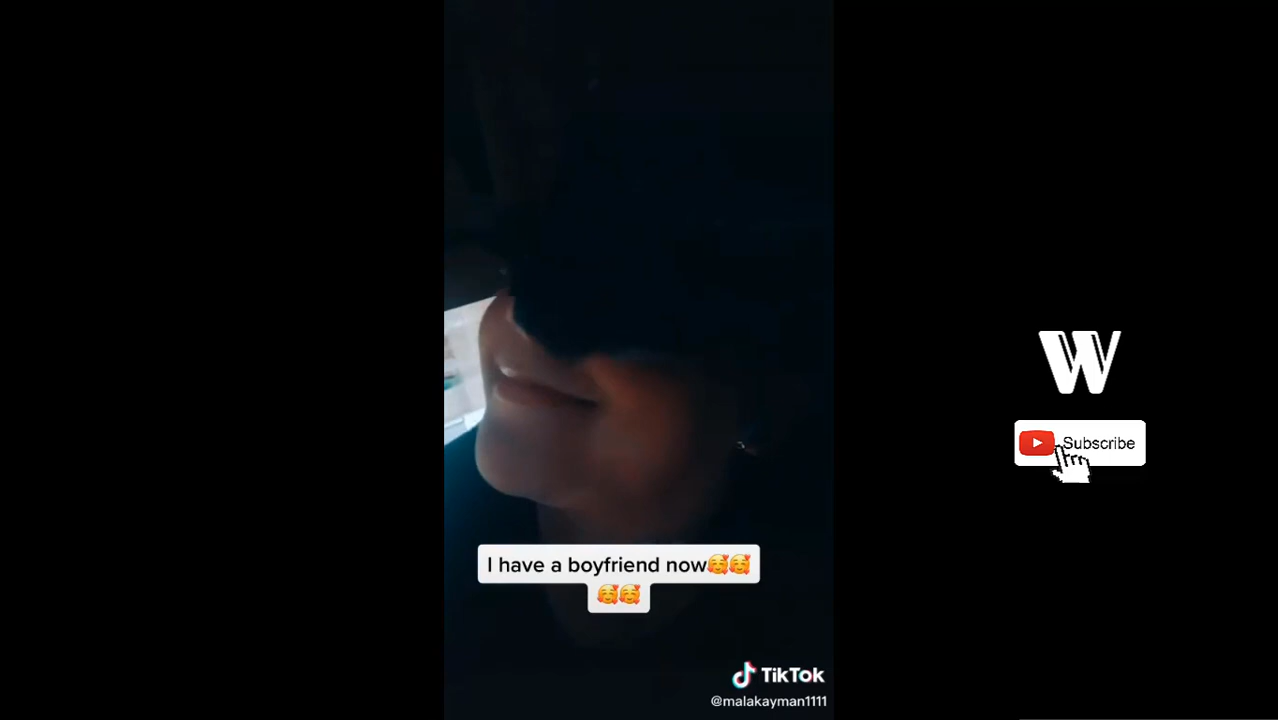 I have a boyfriend now🥰🥰
🥰🥰
TikTok
@malakayman1111
W
Subscribe